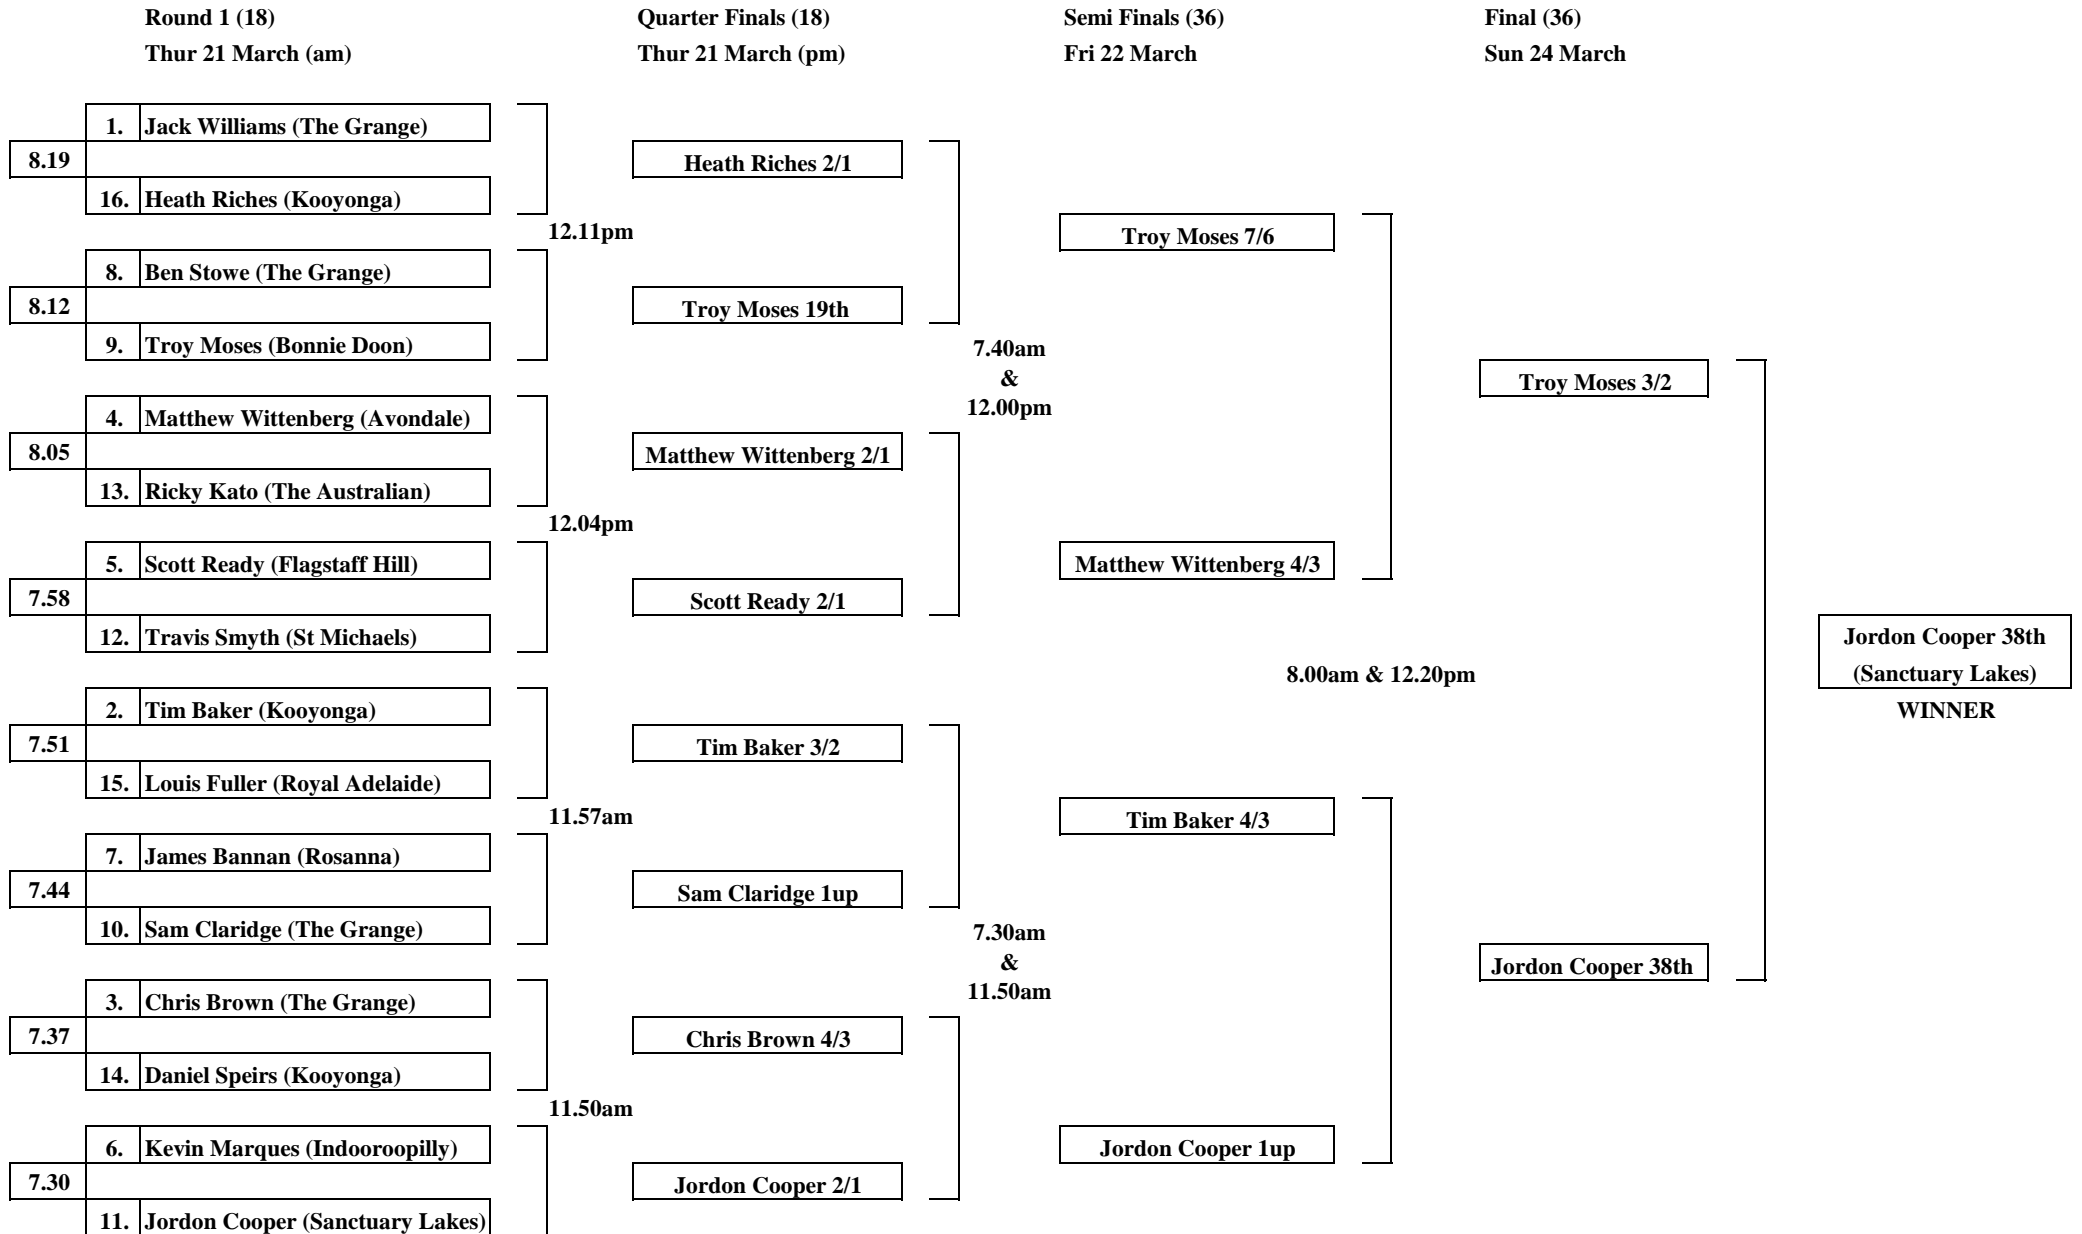 Round 1 (18)
Quarter Finals (18)
Semi Finals (36)
Final (36)
Thur 21 March (am)
Thur 21 March (pm)
Fri 22 March
Sun 24 March
1. Jack Williams (The Grange)
8.19
Heath Riches 2/1
16. Heath Riches (Kooyonga)
12.11pm
Troy Moses 7/6
8. Ben Stowe (The Grange)
8.12
Troy Moses 19th
9. Troy Moses (Bonnie Doon)
7.40am
&
12.00pm
Troy Moses 3/2
4. Matthew Wittenberg (Avondale)
8.05
Matthew Wittenberg 2/1
13. Ricky Kato (The Australian)
12.04pm
5. Scott Ready (Flagstaff Hill)
Matthew Wittenberg 4/3
7.58
Scott Ready 2/1
12. Travis Smyth (St Michaels)
Jordon Cooper 38th
(Sanctuary Lakes)
WINNER
8.00am & 12.20pm
2. Tim Baker (Kooyonga)
7.51
Tim Baker 3/2
15. Louis Fuller (Royal Adelaide)
11.57am
Tim Baker 4/3
7. James Bannan (Rosanna)
7.44
Sam Claridge 1up
10. Sam Claridge (The Grange)
7.30am
&
11.50am
Jordon Cooper 38th
3. Chris Brown (The Grange)
7.37
Chris Brown 4/3
14. Daniel Speirs (Kooyonga)
11.50am
6. Kevin Marques (Indooroopilly)
Jordon Cooper 1up
7.30
Jordon Cooper 2/1
11. Jordon Cooper (Sanctuary Lakes)